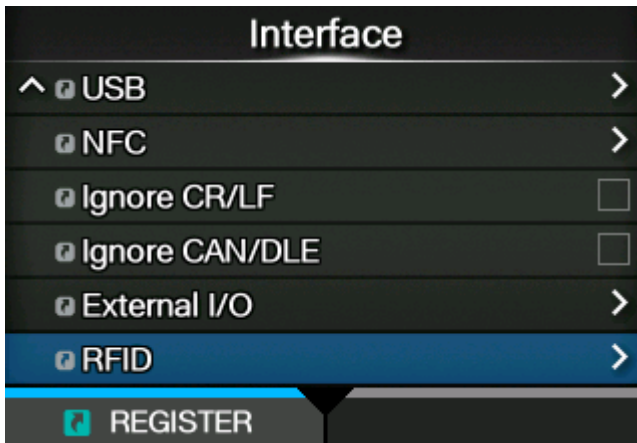 Interface
USB
NFC
Ignore CR/LF
Ignore CAN/DLE
External I/O
RFID
REGISTER